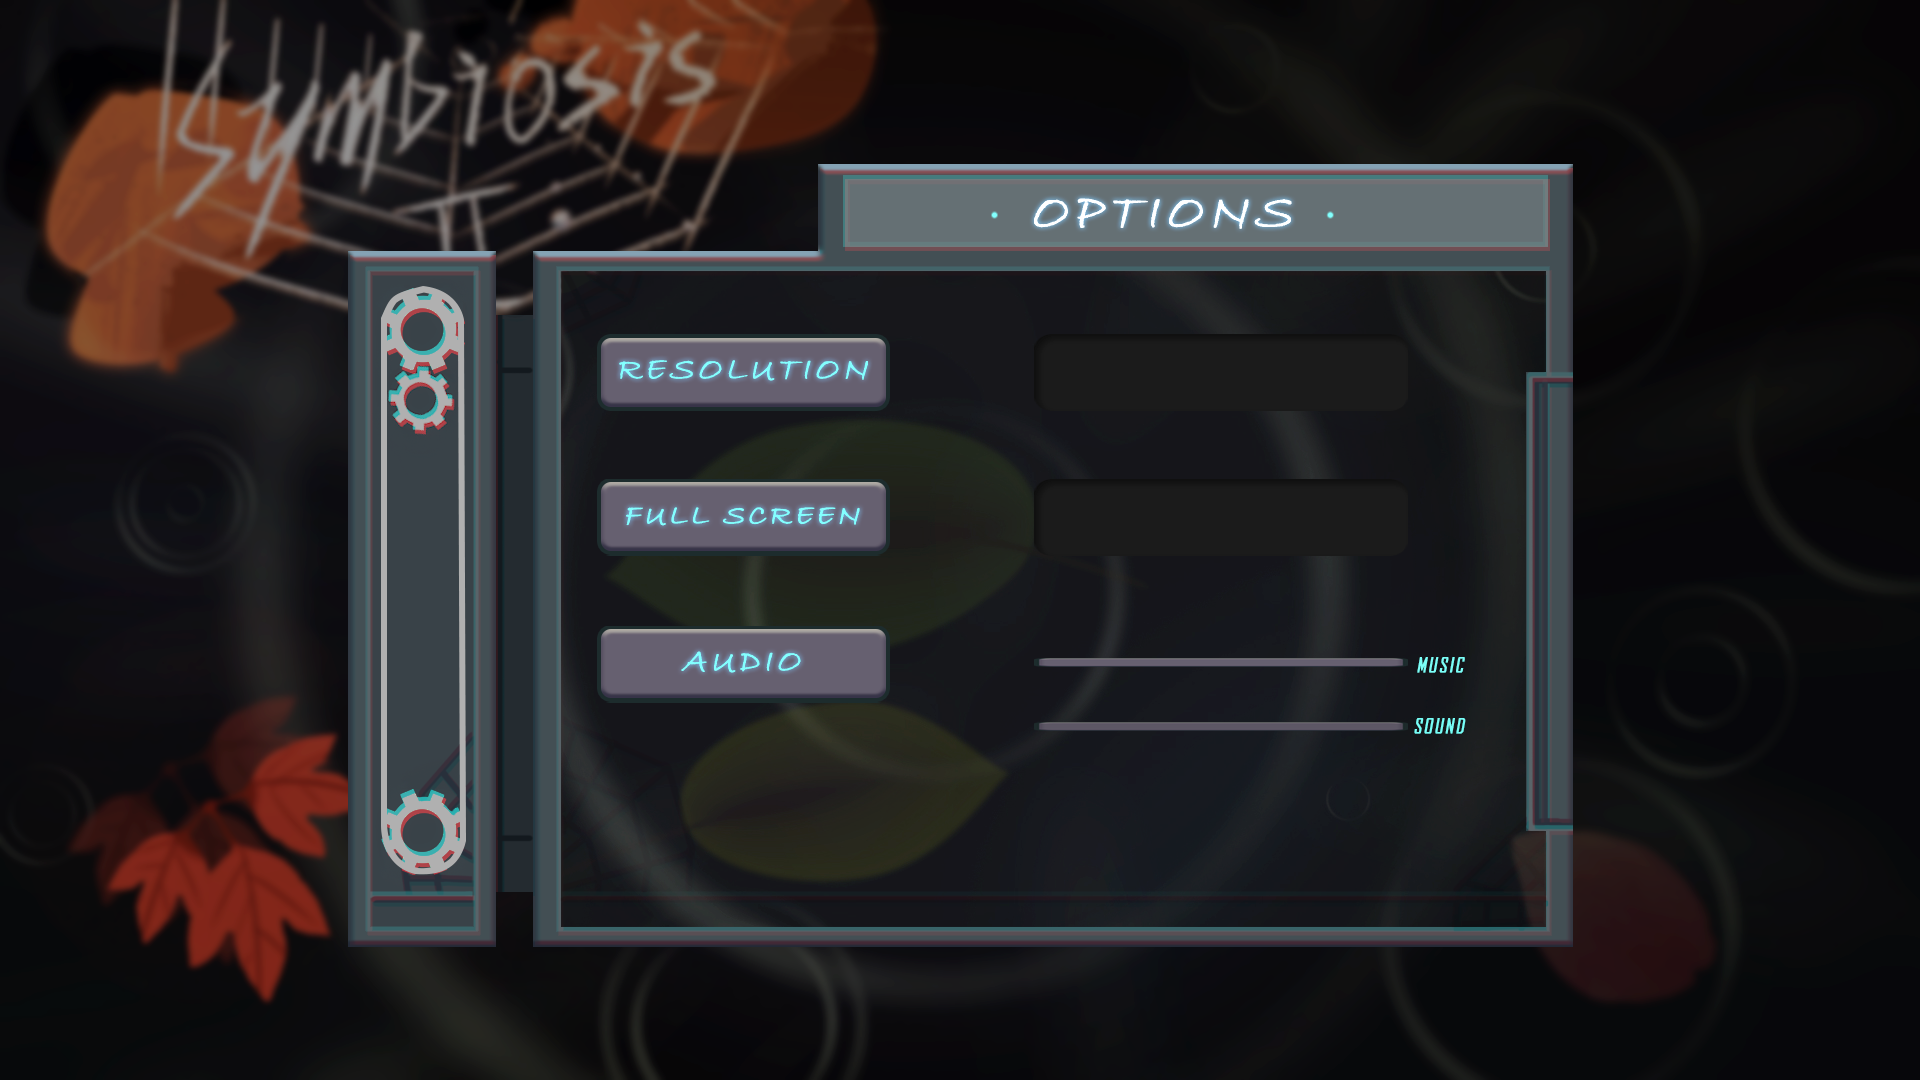 Symbiosis
· OPTIONS ·
RESOLUTION
FULL SCREEN
AUDIO
MUSIC
SOUND